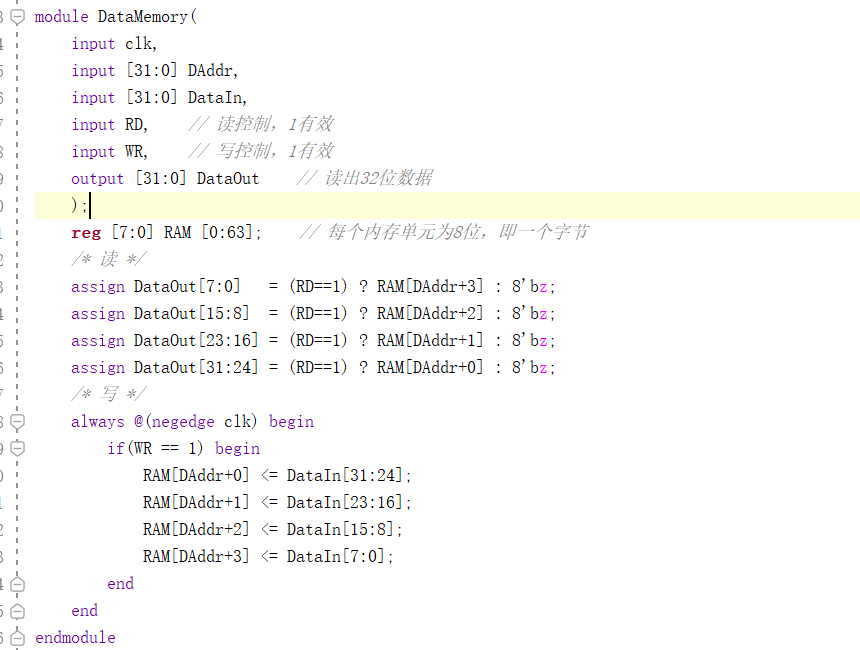 module DataMemory(
input clk,
input [31:0] DAddr,
input [31:0] DataIn,
input RD, // 读控制，1有效
input WR, // 写控制，1有效
output [31:0] DataOut // 读出32位数据
);
reg [7:0] RAM [0:63]; // 每个内存单元为8位，即一个字节
/* 读 */
assign DataOut[7:0] = (RD==1) ? RAM[DAddr+3] : 8'bz;
assign DataOut[15:8] = (RD==1) ? RAM[DAddr+2] : 8'bz;
assign DataOut[23:16] = (RD==1) ? RAM[DAddr+1] : 8'bz;
assign DataOut[31:24] = (RD==1) ? RAM[DAddr+0] : 8'bz;
/* 写 */
always @(negedge clk) begin
if(WR == 1) begin
RAM[DAddr+0] <= DataIn[31:24];
RAM[DAddr+1] <= DataIn[23:16];
RAM[DAddr+2] <= DataIn[15:8];
RAM[DAddr+3] <= DataIn[7:0];
end
end
endmodule